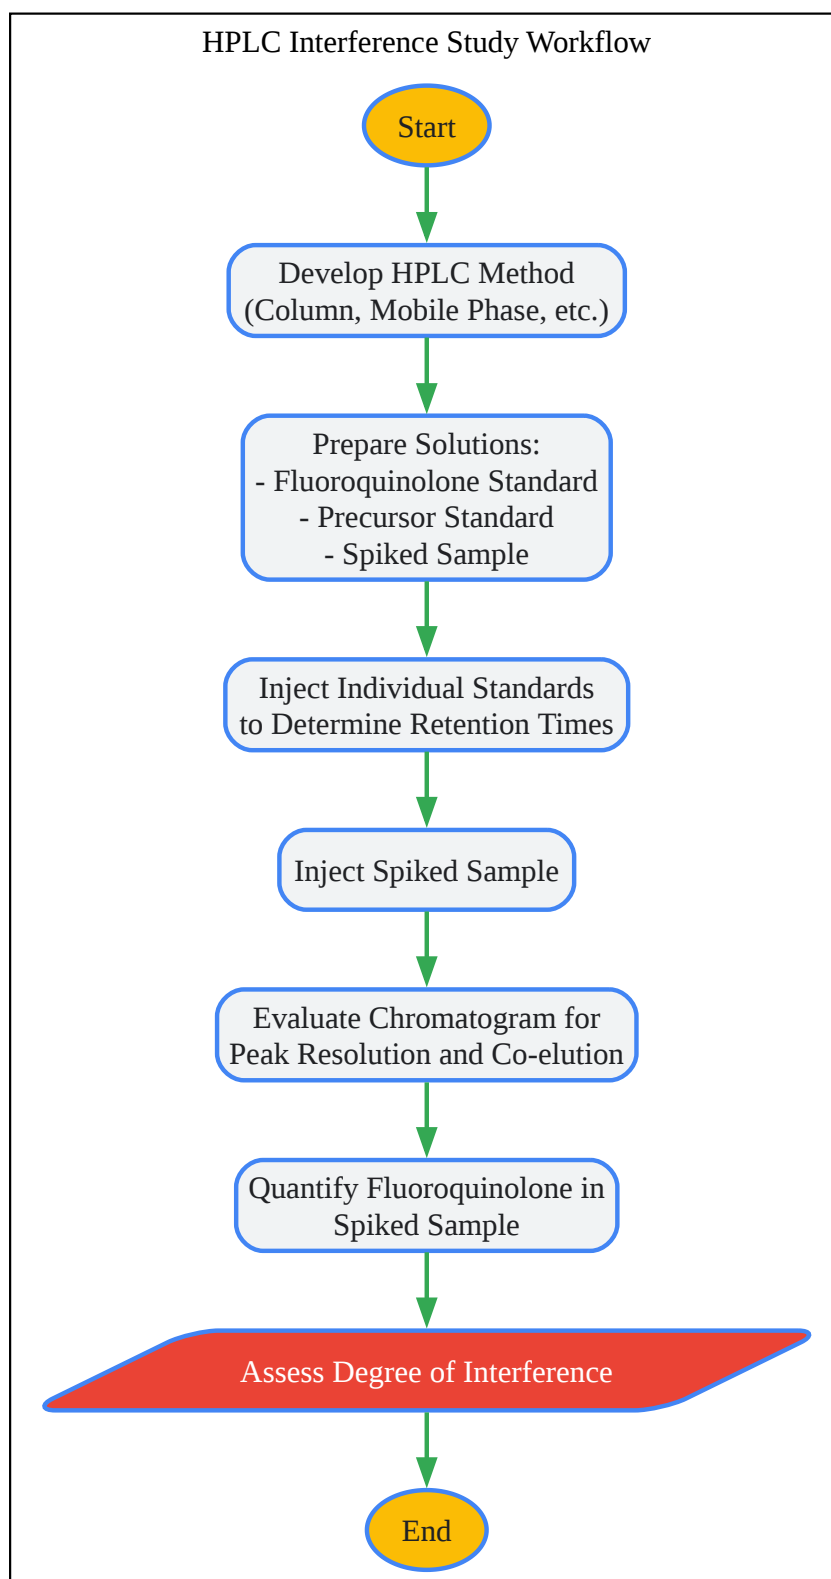 HPLC Interference Study Workflow
Start
Develop HPLC Method
(Column, Mobile Phase, etc.)
Prepare Solutions:
- Fluoroquinolone Standard
- Precursor Standard
- Spiked Sample
Inject Individual Standards
to Determine Retention Times
Inject Spiked Sample
Evaluate Chromatogram for
Peak Resolution and Co-elution
Quantify Fluoroquinolone in
Spiked Sample
Assess Degree of Interference
End